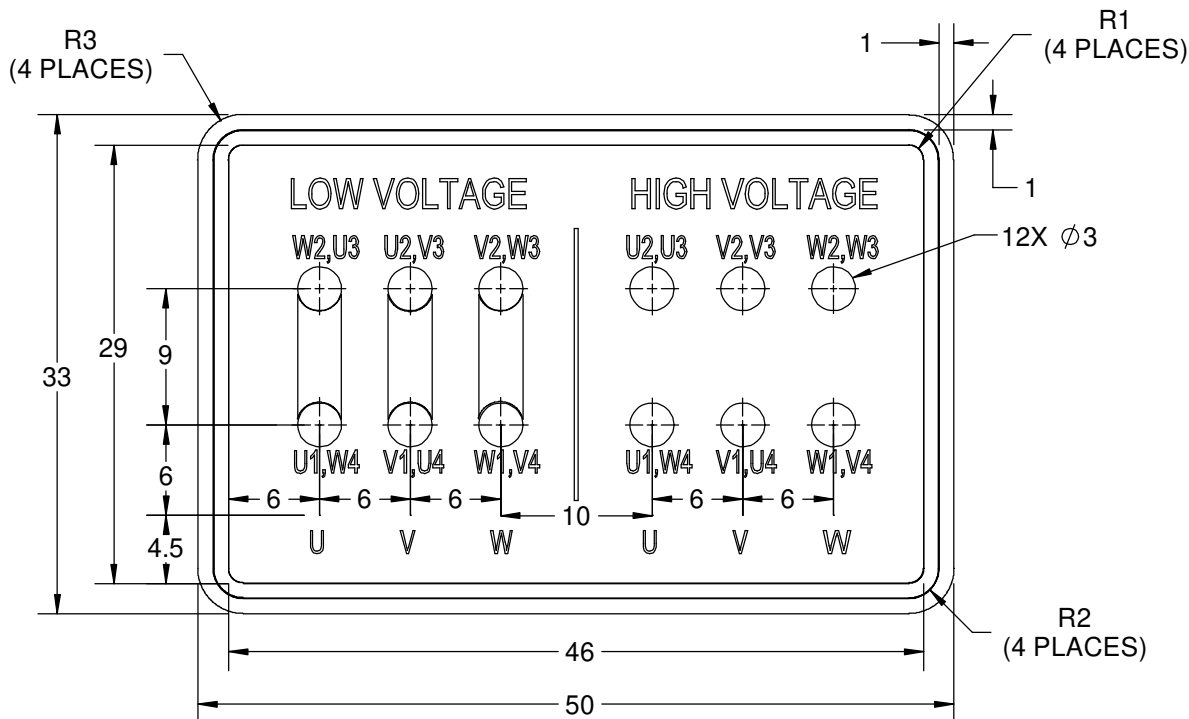 R3
(4 PLACES)
1
R1
(4 PLACES)
1
LOW VOLTAGE
HIGH VOLTAGE
12X ∅3
W2,U3 U2,V3 V2,W3
U2,U3 V2,V3 W2,W3
33
29
9
6
4.5
U1,W4 V1,U4 W1,V4
U1,W4 V1,U4 W1,V4
6 6 6 10 6 6
U V W
U V W
R2
(4 PLACES)
46
50